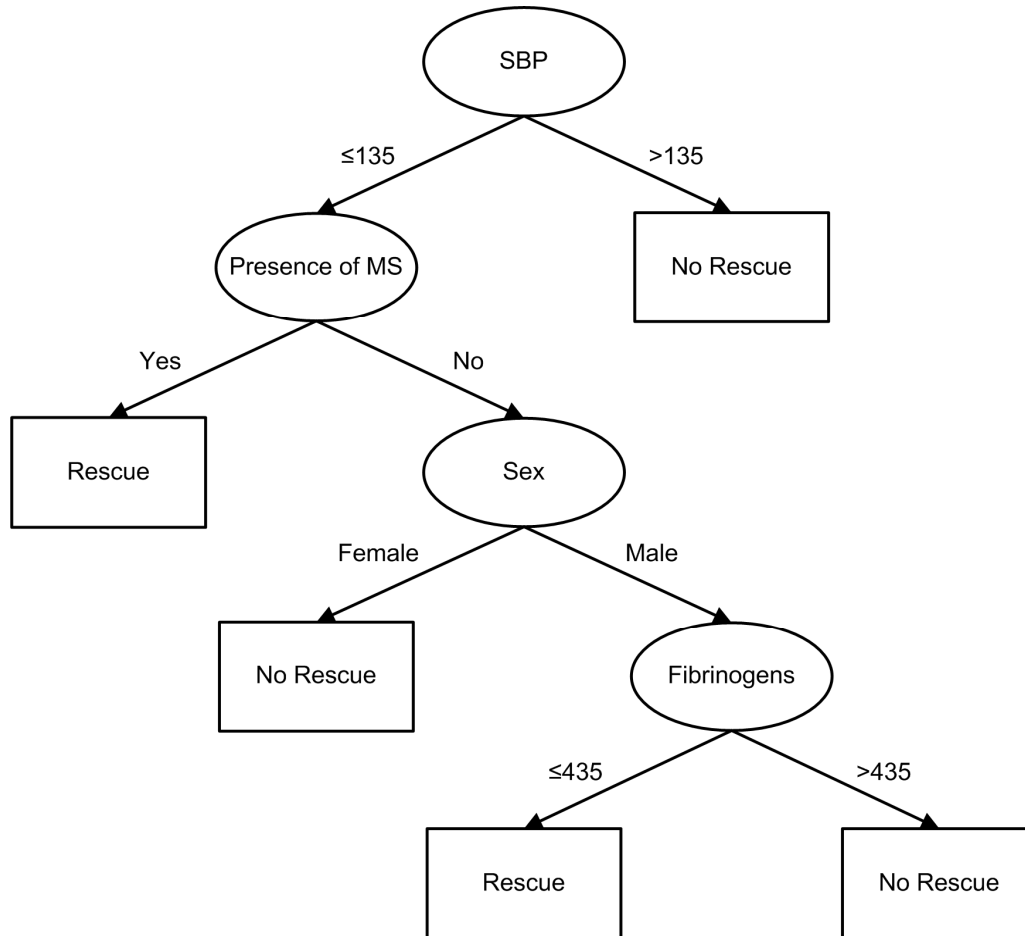 SBP
≤135
>135
Presence of MS
No Rescue
Yes
No
Rescue
Sex
Female
Male
No Rescue
Fibrinogens
≤435
>435
Rescue
No Rescue